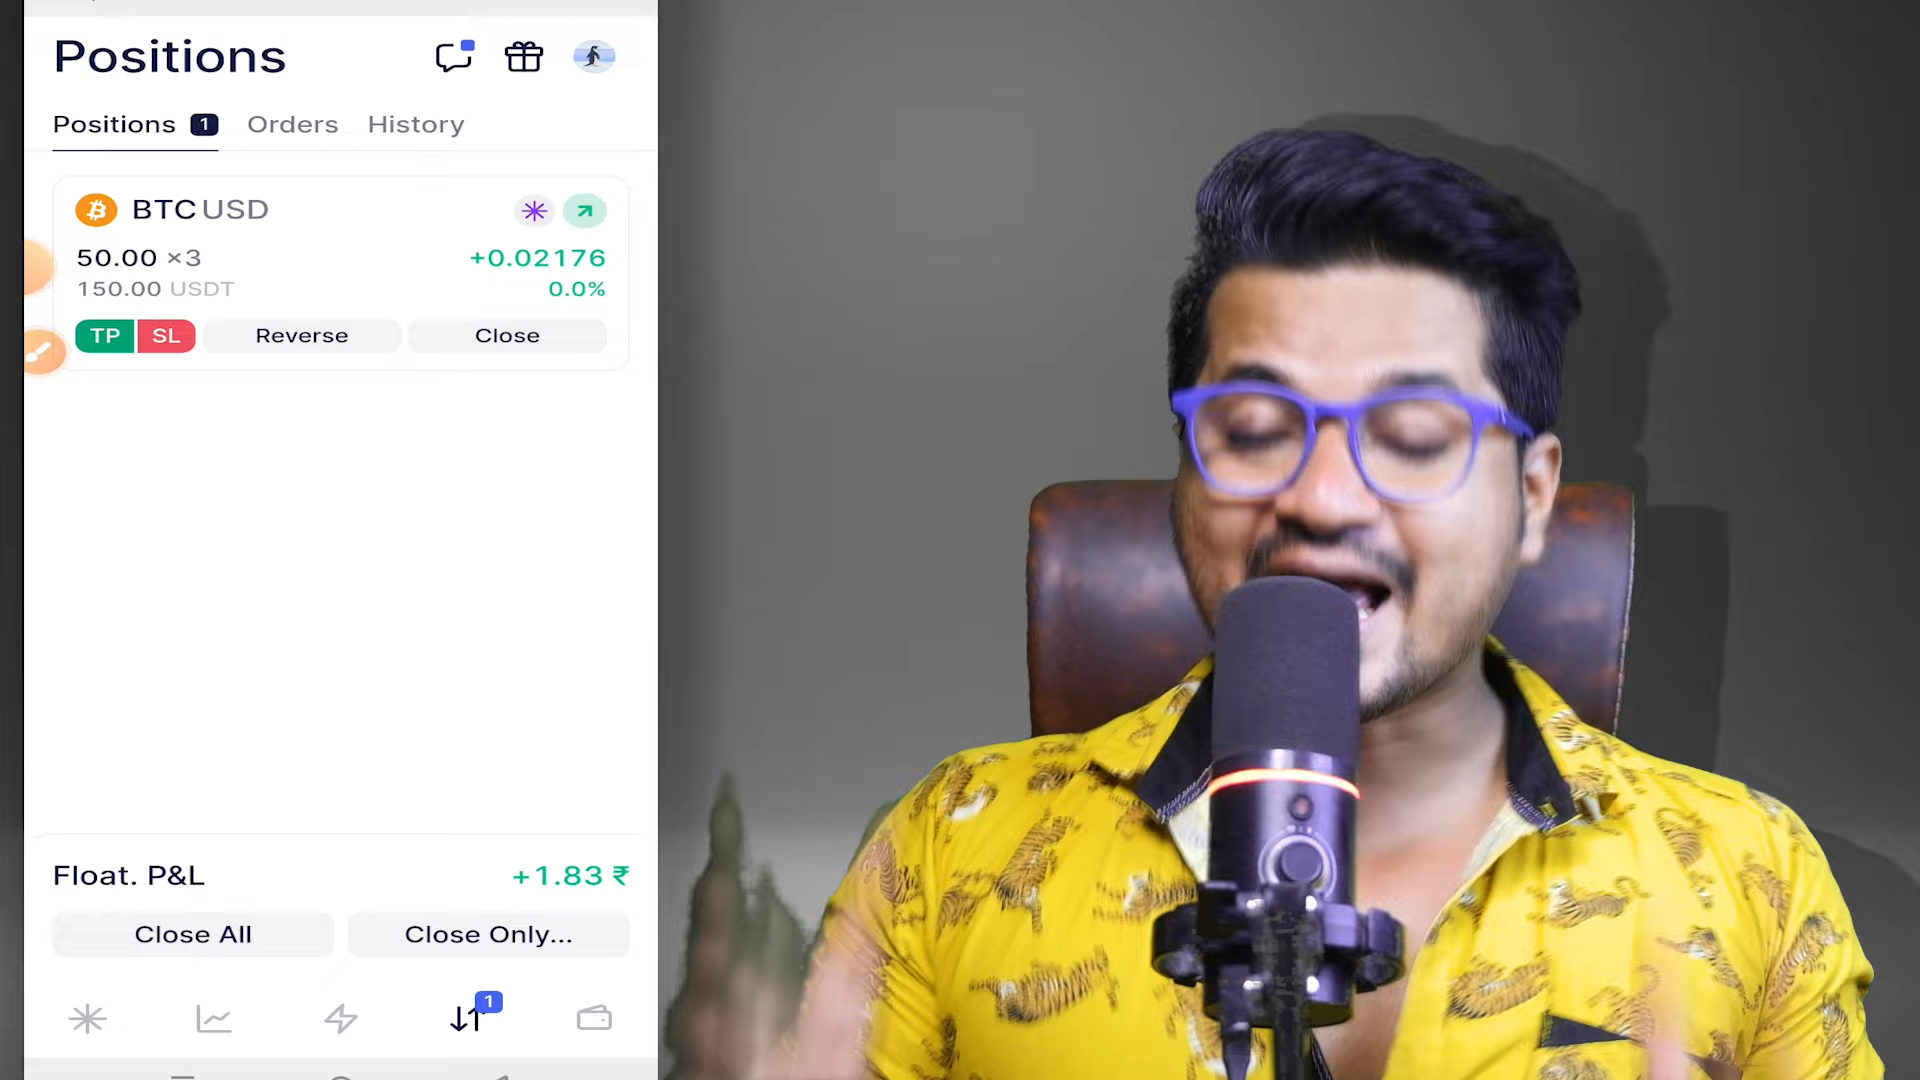 Positions
Positions 1 Orders History
BTCUSD
50.00 ×3 +0.02176
150.00 USDT 0.0%
TP SL Reverse Close
Float. P&L +1.83 ₹
Close All Close Only...
1